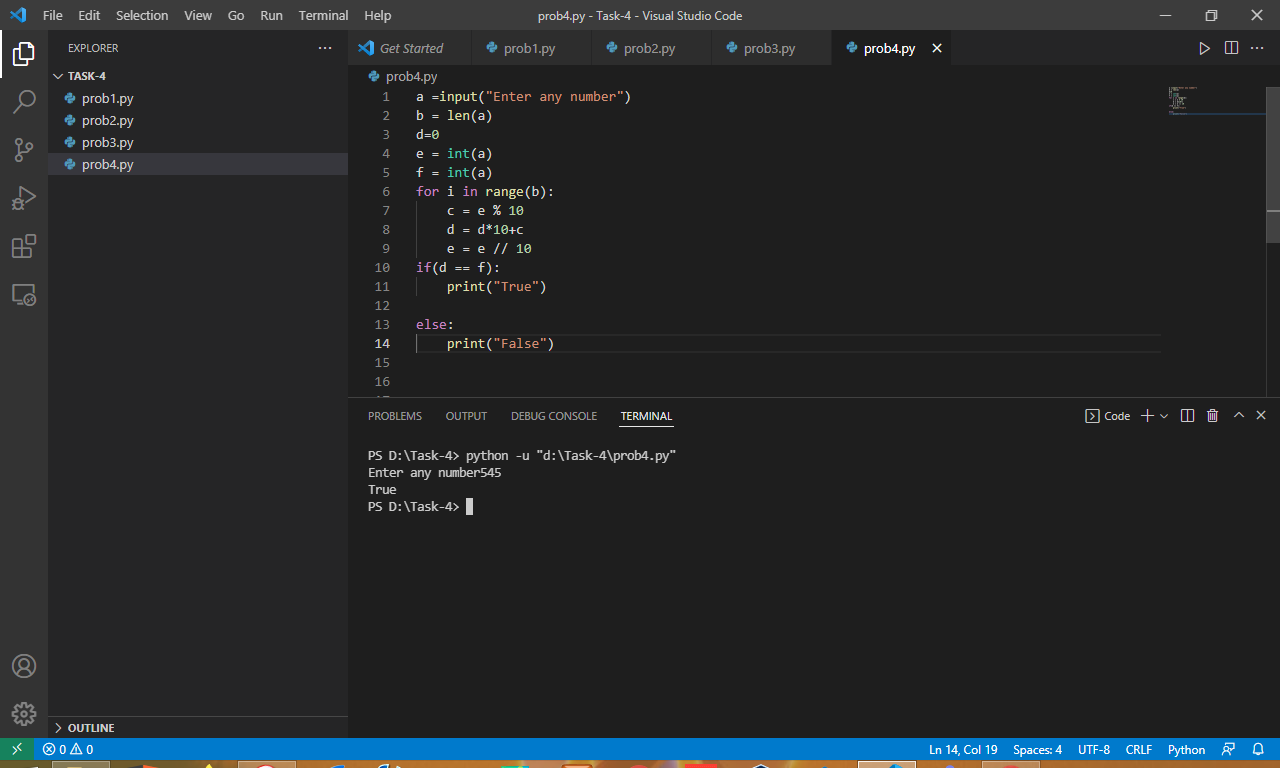 File Edit Selection View Go Run Terminal Help prob4.py - Task-4 - Visual Studio Code
EXPLORER
TASK-4
prob1.py
prob2.py
prob3.py
prob4.py
OUTLINE
Get Started prob1.py prob2.py prob3.py prob4.py
prob4.py
1 a =input("Enter any number")
2 b = len(a)
3 d=0
4 e = int(a)
5 f = int(a)
6 for i in range(b):
7     c = e % 10
8     d = d*10+c
9     e = e // 10
10 if(d == f):
11     print("True")
12
13 else:
14     print("False")
15
16
PROBLEMS OUTPUT DEBUG CONSOLE TERMINAL Code
PS D:\Task-4> python -u "d:\Task-4\prob4.py"
Enter any number545
True
PS D:\Task-4>
0 0 Ln 14, Col 19 Spaces: 4 UTF-8 CRLF Python